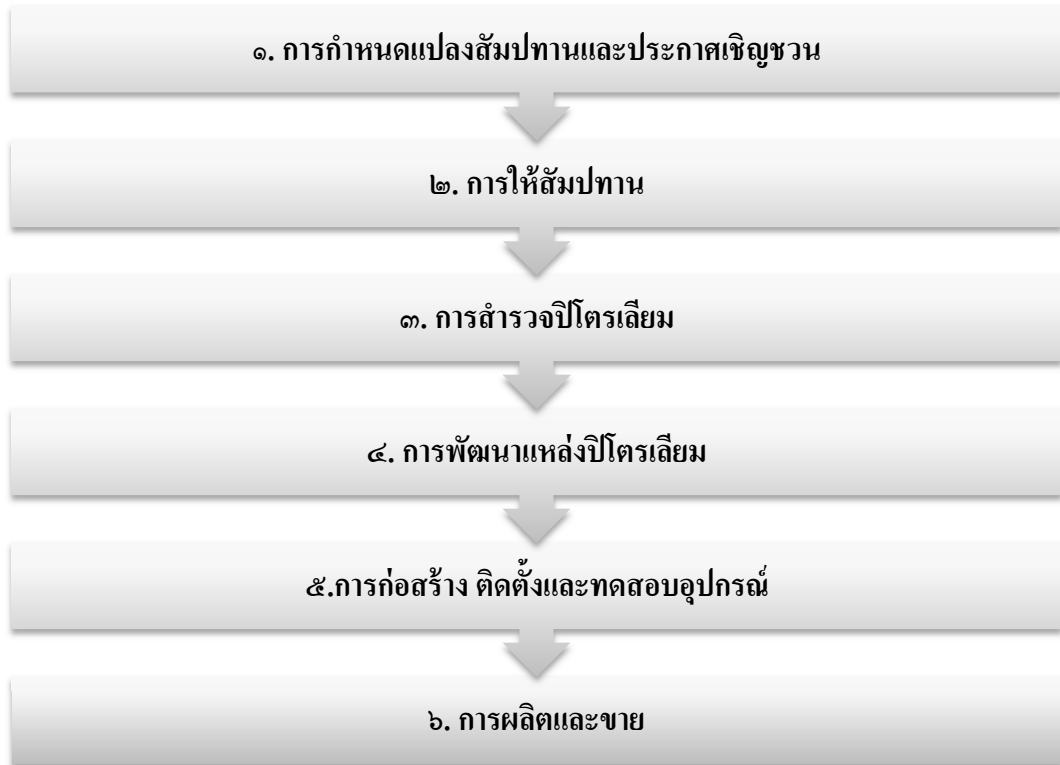 ๑. การกำหนดแปลงสัมปทานและประกาศเชิญชวน
๒. การให้สัมปทาน
๓. การสำรวจปิโตรเลียม
๔. การพัฒนาแหล่งปิโตรเลียม
๕.การก่อสร้าง ติดตั้งและทดสอบอุปกรณ์
๖. การผลิตและขาย